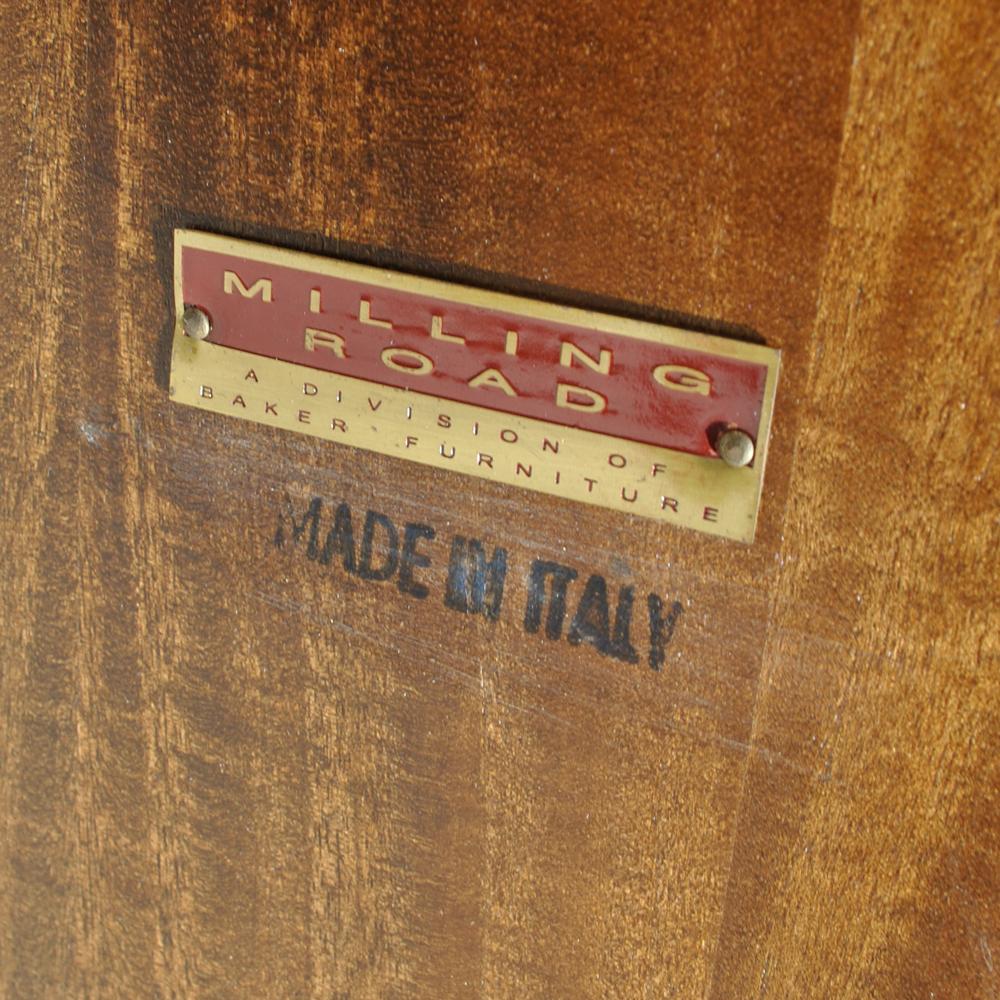 MILLING
ROAD
A DIVISION OF
BAKER FURNITURE
MADE IN ITALY